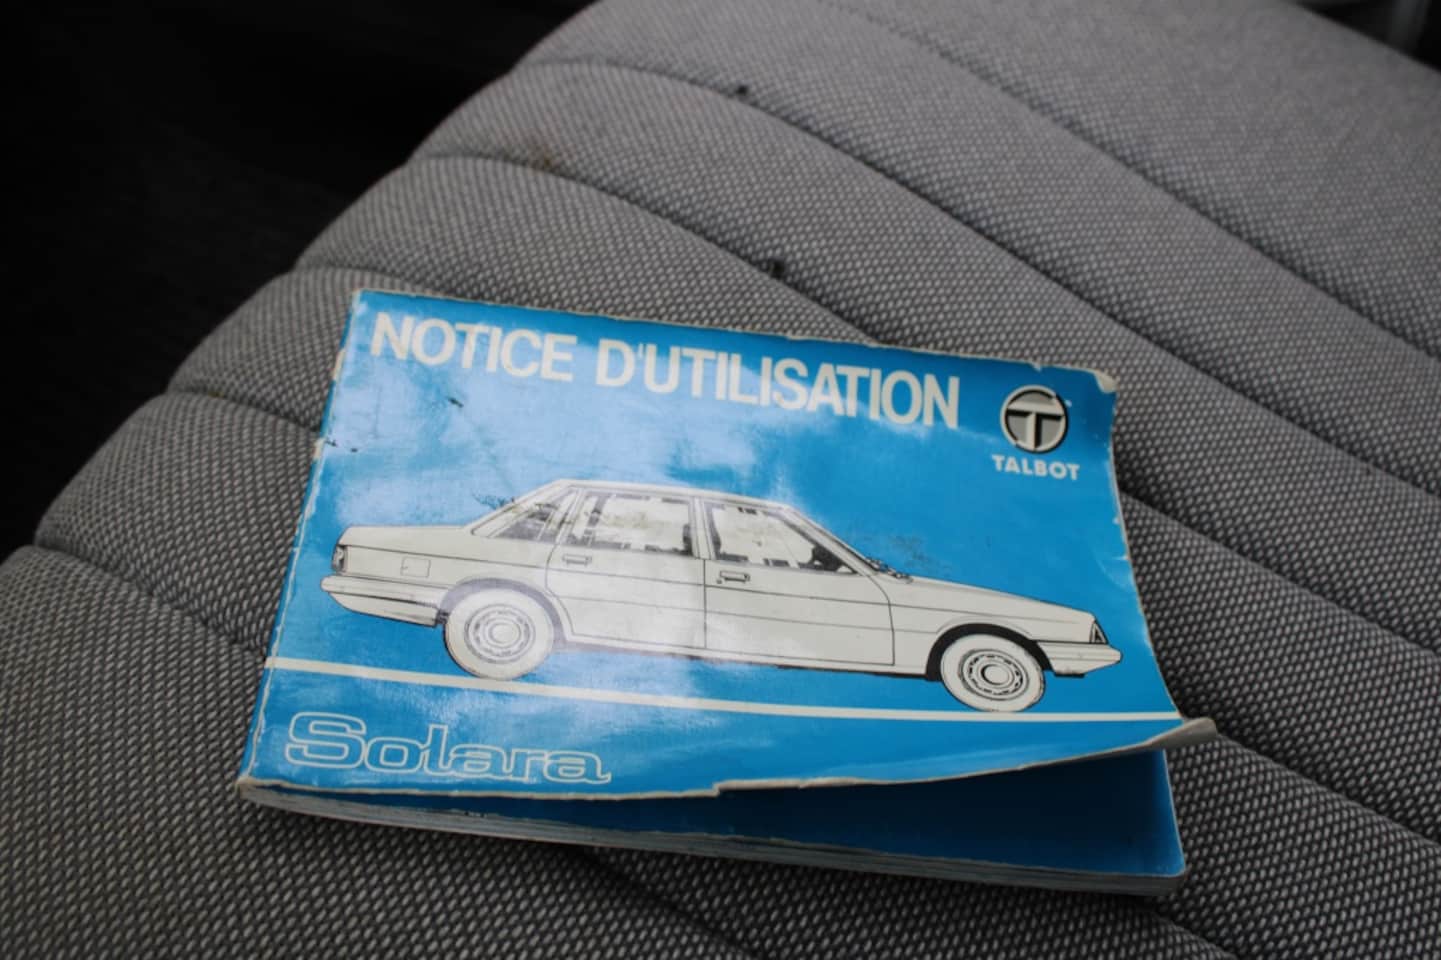 NOTICE D'UTILISATION
T
TALBOT
Solara